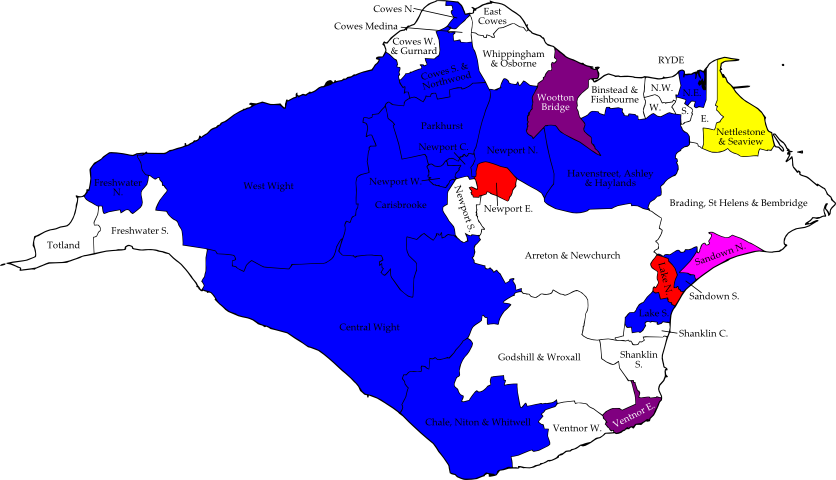 Cowes N.
East
Cowes
Cowes Medina
Cowes W.
& Gurnard
Whippingham
& Osborne
Cowes S. &
Northwood
RYDE
N.W.
N.E.
Binstead &
Fishbourne
W.
S.
E.
Wootton
Bridge
Parkhurst
Nettlestone
& Seaview
Newport C.
Newport N.
Havenstreet, Ashley
& Haylands
Freshwater
N.
West Wight
Newport W.
Carisbrooke
Newport S.
Newport E.
Brading, St Helens & Bembridge
Totland
Freshwater S.
Arreton & Newchurch
Sandown N.
Lake N.
Sandown S.
Lake S.
Central Wight
Shanklin C.
Godshill & Wroxall
Shanklin
S.
Ventnor E.
Chale, Niton & Whitwell
Ventnor W.